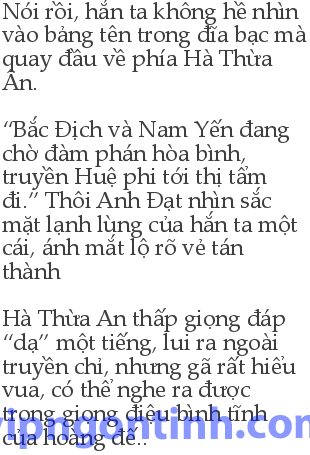 Nói rồi, hắn ta không hề nhìn
vào bảng tên trong đĩa bạc mà
quay đầu về phía Hà Thừa
Ân.
“Bắc Địch và Nam Yến đang
chờ đàm phán hòa bình,
truyền Huệ phi tới thị tẩm
đi.” Thôi Anh Đạt nhìn sắc
mặt lạnh lùng của hắn ta một
cái, ánh mắt lộ rõ vẻ tán
thành
Hà Thừa An thấp giọng đáp
“dạ” một tiếng, lui ra ngoài
truyền chỉ, nhưng gã rất hiểu
vua, có thể nghe ra được
trong giọng điệu bình tĩnh
của hoàng đế..
vipngontinh.com